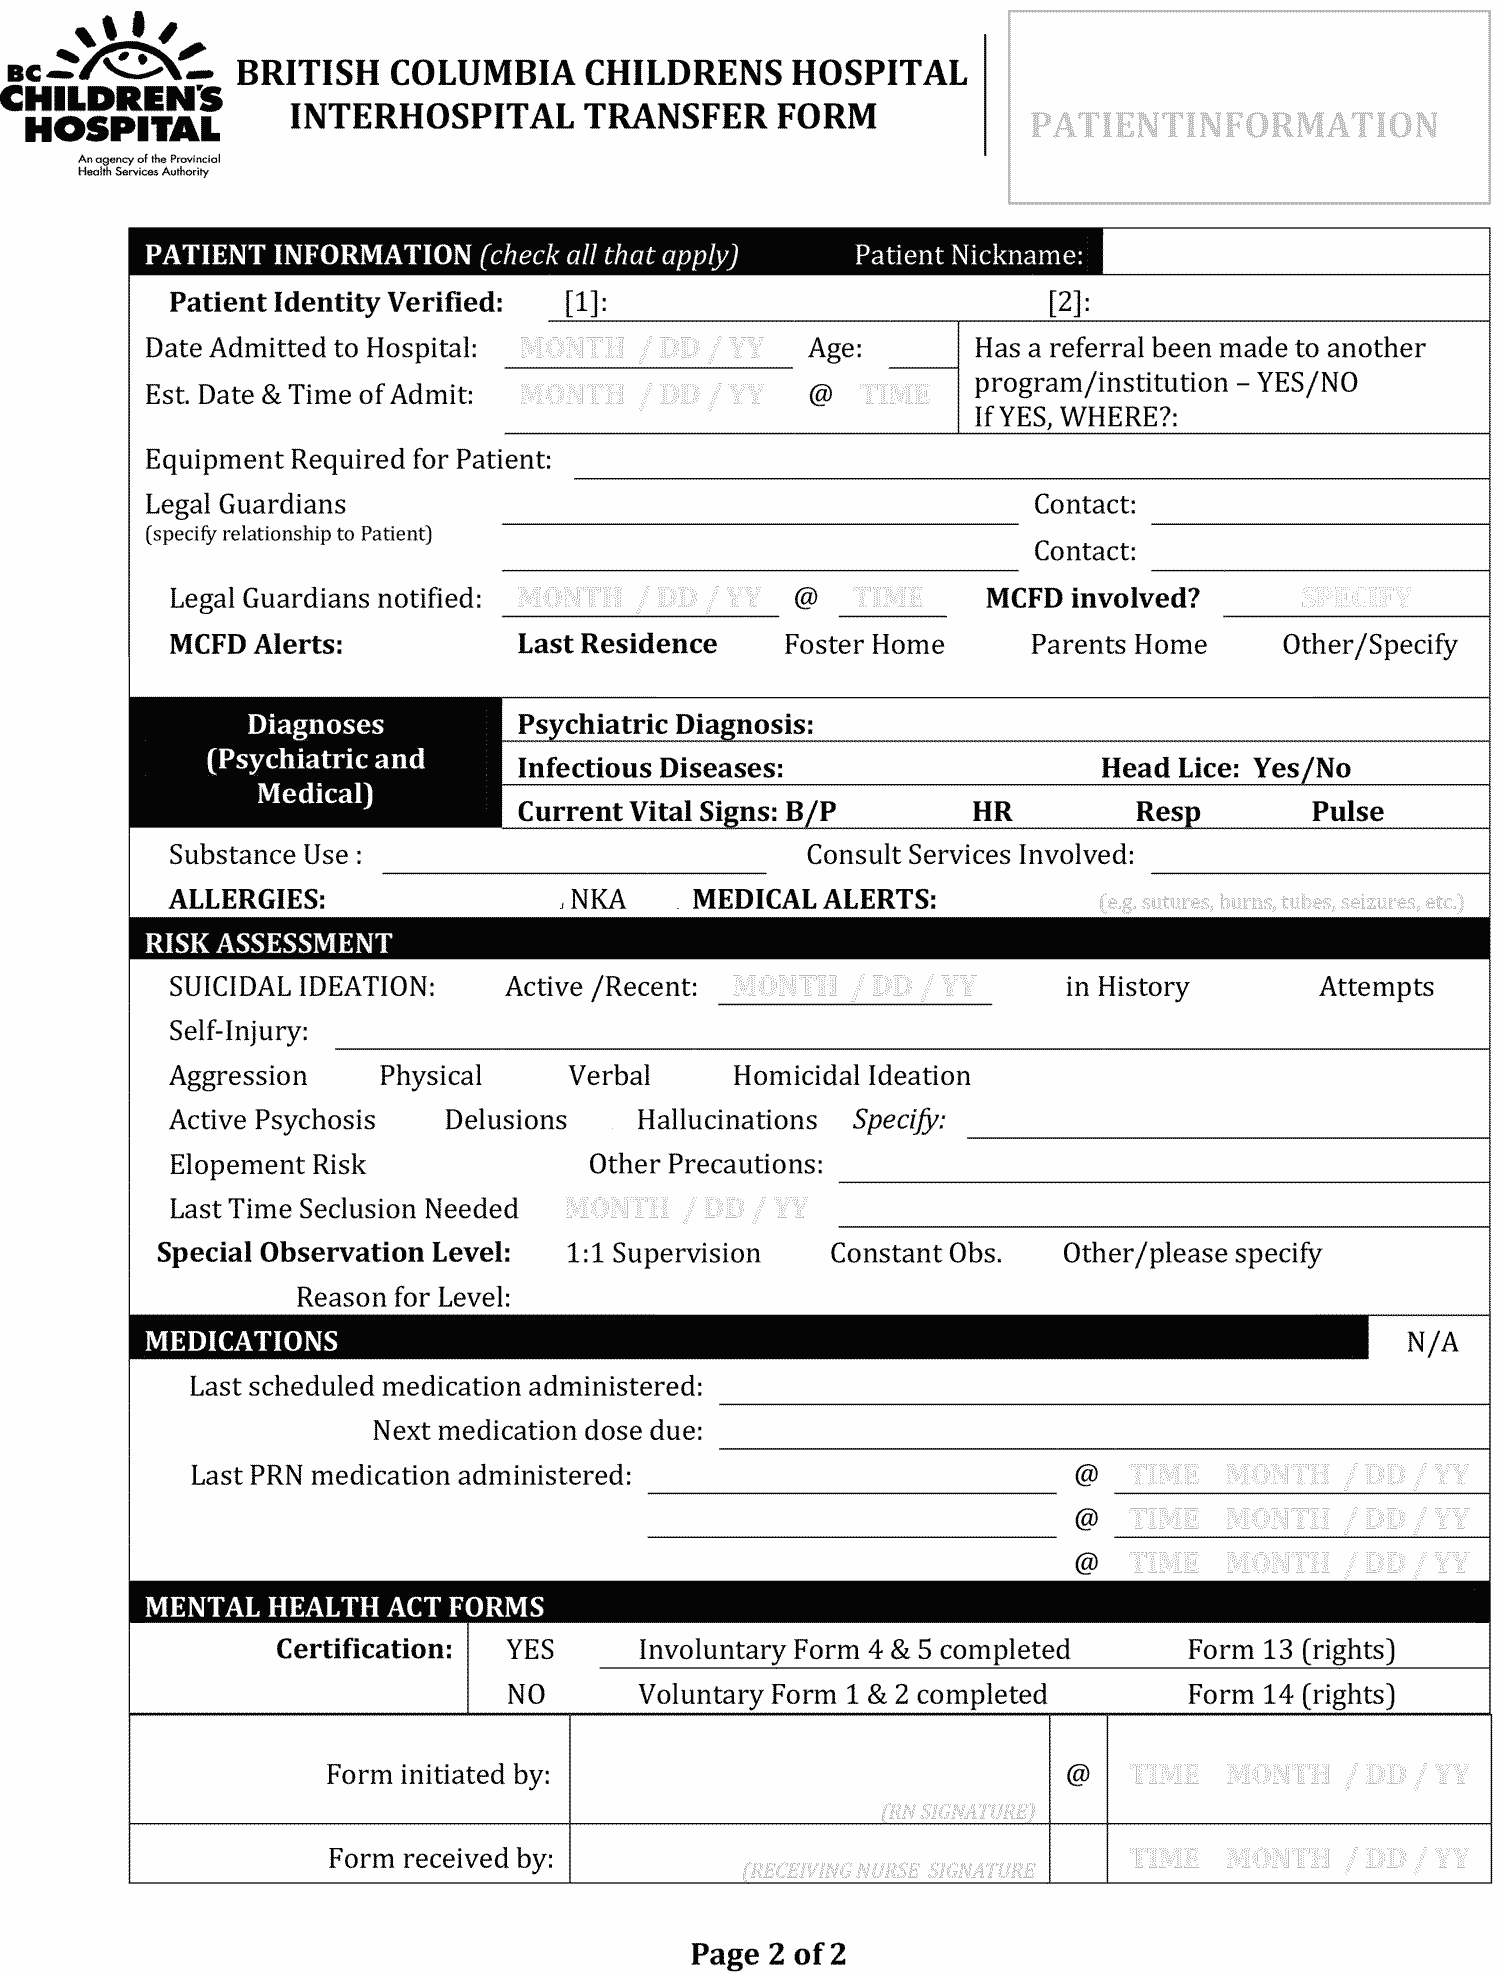 BC
CHILDREN'S
HOSPITAL
An agency of the Provincial
Health Services Authority
BRITISH COLUMBIA CHILDRENS HOSPITAL
INTERHOSPITAL TRANSFER FORM
PATIENTINFORMATION
PATIENT INFORMATION (check all that apply) Patient Nickname:
Patient Identity Verified: [1]: [2]:
Date Admitted to Hospital: MONTH / DD / YY Age:
Est. Date & Time of Admit: MONTH / DD / YY @ TIME
Has a referral been made to another
program/institution – YES/NO
If YES, WHERE?:
Equipment Required for Patient:
Legal Guardians Contact:
(specify relationship to Patient)
Contact:
Legal Guardians notified: MONTH / DD / YY @ TIME MCFD involved? SPECIFY
MCFD Alerts: Last Residence Foster Home Parents Home Other/Specify
Diagnoses
(Psychiatric and
Medical)
Psychiatric Diagnosis:
Infectious Diseases: Head Lice: Yes/No
Current Vital Signs: B/P HR Resp Pulse
Substance Use : Consult Services Involved:
ALLERGIES: NKA MEDICAL ALERTS: (e.g. sutures, burns, tubes, seizures, etc.)
RISK ASSESSMENT
SUICIDAL IDEATION: Active /Recent: MONTH / DD / YY in History Attempts
Self-Injury:
Aggression Physical Verbal Homicidal Ideation
Active Psychosis Delusions Hallucinations Specify:
Elopement Risk Other Precautions:
Last Time Seclusion Needed MONTH / DD / YY
Special Observation Level: 1:1 Supervision Constant Obs. Other/please specify
Reason for Level:
MEDICATIONS N/A
Last scheduled medication administered:
Next medication dose due:
Last PRN medication administered: @ TIME MONTH / DD / YY
@ TIME MONTH / DD / YY
@ TIME MONTH / DD / YY
MENTAL HEALTH ACT FORMS
Certification: YES Involuntary Form 4 & 5 completed Form 13 (rights)
NO Voluntary Form 1 & 2 completed Form 14 (rights)
Form initiated by: @ TIME MONTH / DD / YY
(RN SIGNATURE)
Form received by: TIME MONTH / DD / YY
(RECEIVING NURSE SIGNATURE
Page 2 of 2